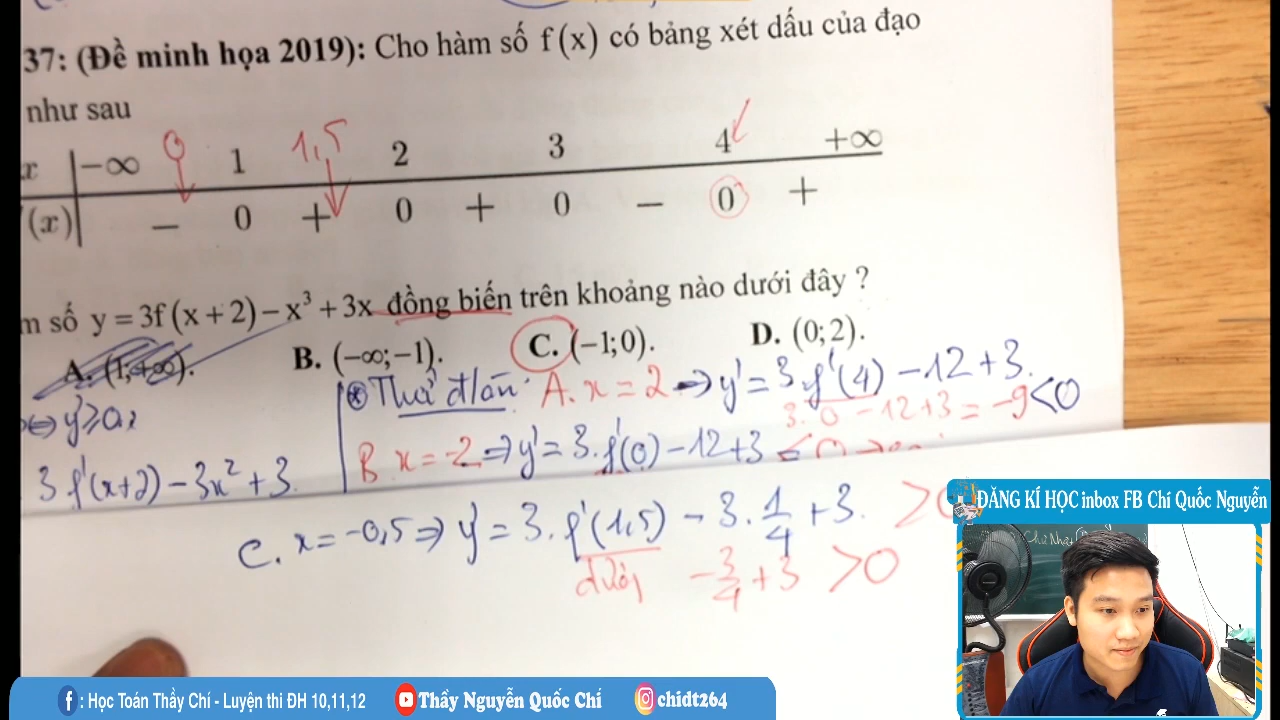 37: (Đề minh họa 2019): Cho hàm số f(x) có bảng xét dấu của đạo
như sau
x −∞ 0 1 1,5 2 3 4 +∞
(x) − 0 + 0 + 0 − 0 +
m số y = 3f(x+2) − x³ + 3x đồng biến trên khoảng nào dưới đây ?
A. (1;+∞). B. (−∞;−1). C. (−1;0). D. (0;2).
⇔ y' ≥ 0,
3f'(x+2) − 3x² + 3
Thử đ/án: A. x = 2 → y' = 3.f'(4) − 12 + 3.
3. 0 − 12 + 3 = −9 < 0
B. x = −2 ⇒ y' = 3.f'(0) − 12 + 3 < 0
C. x = −0,5 ⇒ y' = 3.f'(1,5) − 3.1/4 + 3. > 0
−3/4 + 3 > 0
ĐĂNG KÍ HỌC inbox FB Chí Quốc Nguyễn
: Học Toán Thầy Chí - Luyện thi ĐH 10,11,12
Thầy Nguyễn Quốc Chí
chidt264